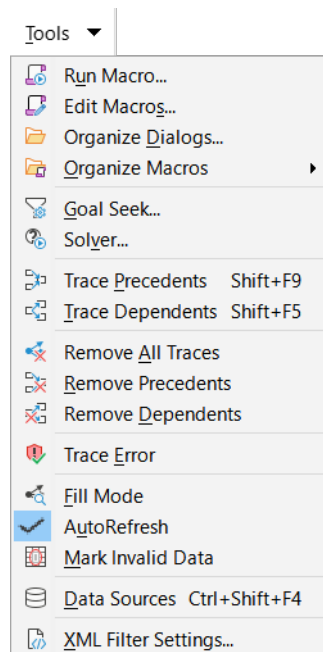 Tools
Run Macro...
Edit Macros...
Organize Dialogs...
Organize Macros
Goal Seek...
Solver...
Trace Precedents Shift+F9
Trace Dependents Shift+F5
Remove All Traces
Remove Precedents
Remove Dependents
Trace Error
Fill Mode
AutoRefresh
Mark Invalid Data
Data Sources Ctrl+Shift+F4
XML Filter Settings...